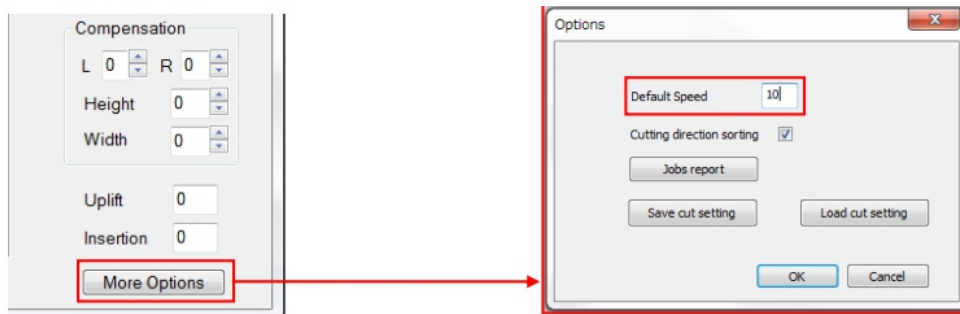 Compensation
L 0 R 0
Height 0
Width 0
Uplift 0
Insertion 0
More Options
Options
Default Speed 10
Cutting direction sorting
Jobs report
Save cut setting Load cut setting
OK Cancel